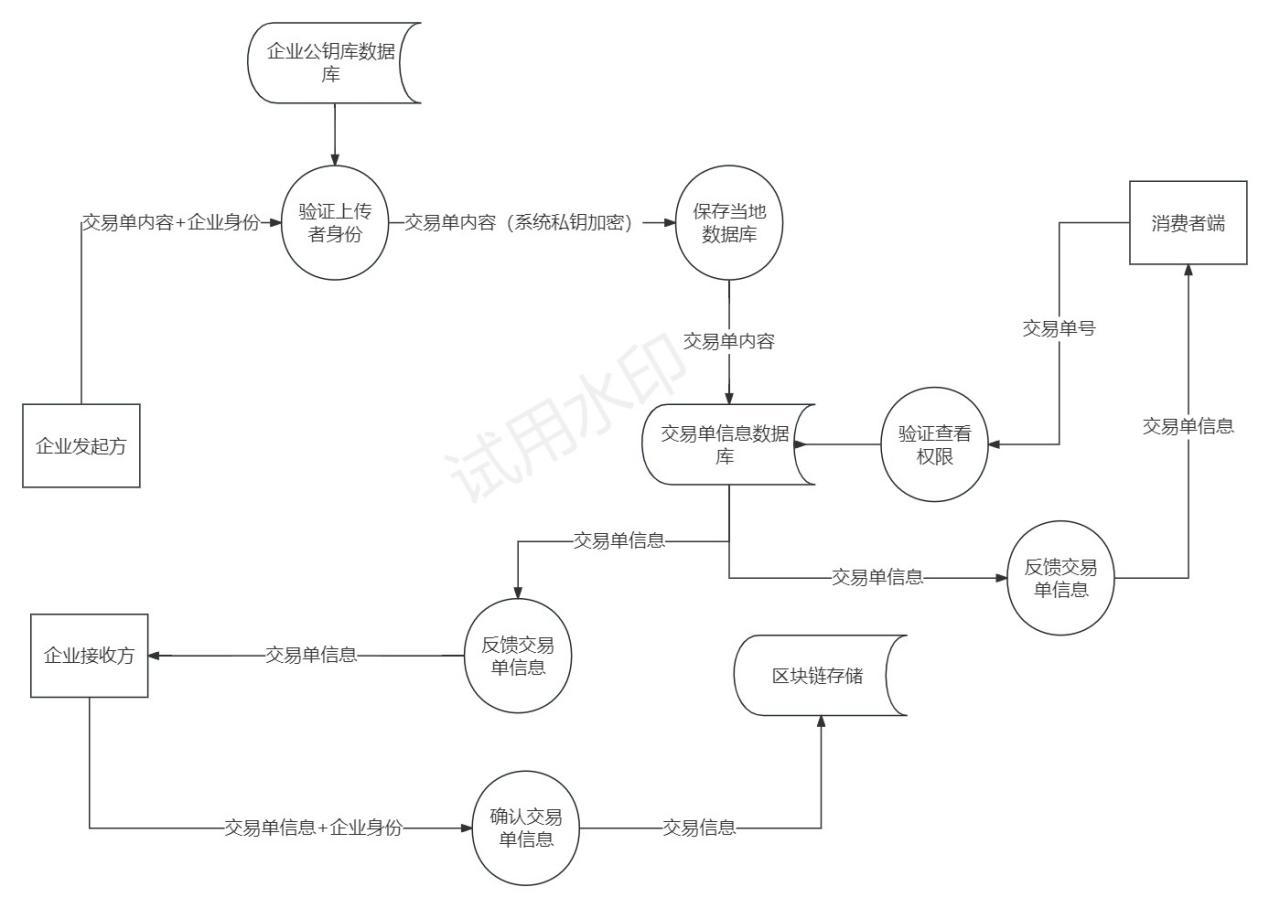 企业公钥库数据
库
交易单内容+企业身份
验证上传
者身份
交易单内容（系统私钥加密）
保存当地
数据库
消费者端
交易单号
交易单内容
企业发起方
交易单信息数据
库
验证查看
权限
交易单信息
试用水印
交易单信息
交易单信息
反馈交易
单信息
企业接收方
交易单信息
反馈交易
单信息
区块链存储
交易单信息+企业身份
确认交易
单信息
交易信息